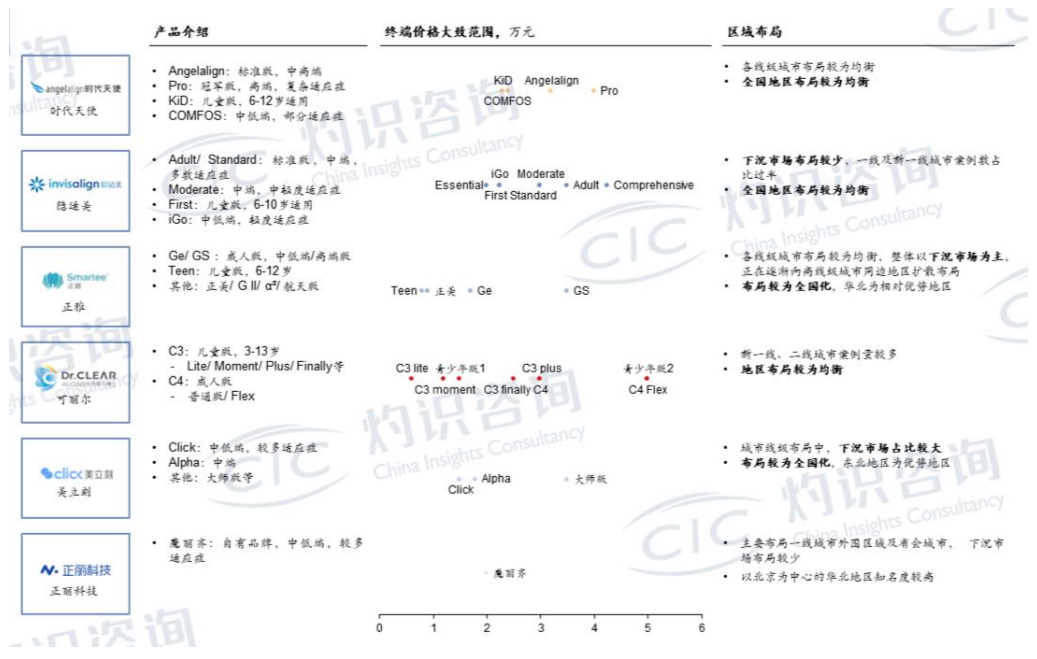 产品介绍
终端价格大致范围，万元
区域布局
angelalign时代天使
时代天使
• Angelalign：标准版，中高端
• Pro：冠军版，高端，复杂适应症
• KiD：儿童版，6-12岁适用
• COMFOS：中低端，部分适应症
KiD Angelalign
Pro
COMFOS
• 各线级城市布局较为均衡
• 全国地区布局较为均衡
invisalign
隐适美
• Adult/ Standard：标准版，中端，
多数适应症
• Moderate：中端，中轻度适应症
• First：儿童版，6-10岁适用
• iGo：中低端，轻度适应症
iGo Moderate
Essential Adult Comprehensive
First Standard
• 下沉市场布局较少，一线及新一线城市案例数占
比过半
• 全国地区布局较为均衡
Smartee
正雅
正雅
• Ge/ GS ：成人版，中低端/高端版
• Teen：儿童版，6-12岁
• 其他：正美/ G II/ α²/ 航天版
Teen 正美 Ge GS
• 各线级城市布局较为均衡，整体以下沉市场为主，
正在逐渐向高线级城市周边地区扩散布局
• 布局较为全国化，华北为相对优势地区
Dr.CLEAR
可丽尔
• C3：儿童版，3-13岁
- Lite/ Moment/ Plus/ Finally等
• C4：成人版
- 普通版/ Flex
C3 lite 青少年版1 C3 plus 青少年版2
C3 moment C3 finally C4 C4 Flex
• 新一线、二线城市案例量较多
• 地区布局较为均衡
click美立刻
美立刻
• Click：中低端，较多适应症
• Alpha：中端
• 其他：大师版等
Alpha 大师版
Click
• 城市线级布局中，下沉市场占比较大
• 布局较为全国化，东北地区为优势地区
正丽科技
正丽科技
• 魔丽齐：自有品牌，中低端，较多
适应症
魔丽齐
• 主要布局一线城市外围区域及省会城市， 下沉市
场布局较少
• 以北京为中心的华北地区知名度较高
0 1 2 3 4 5 6
CIC 灼识咨询
China Insights Consultancy